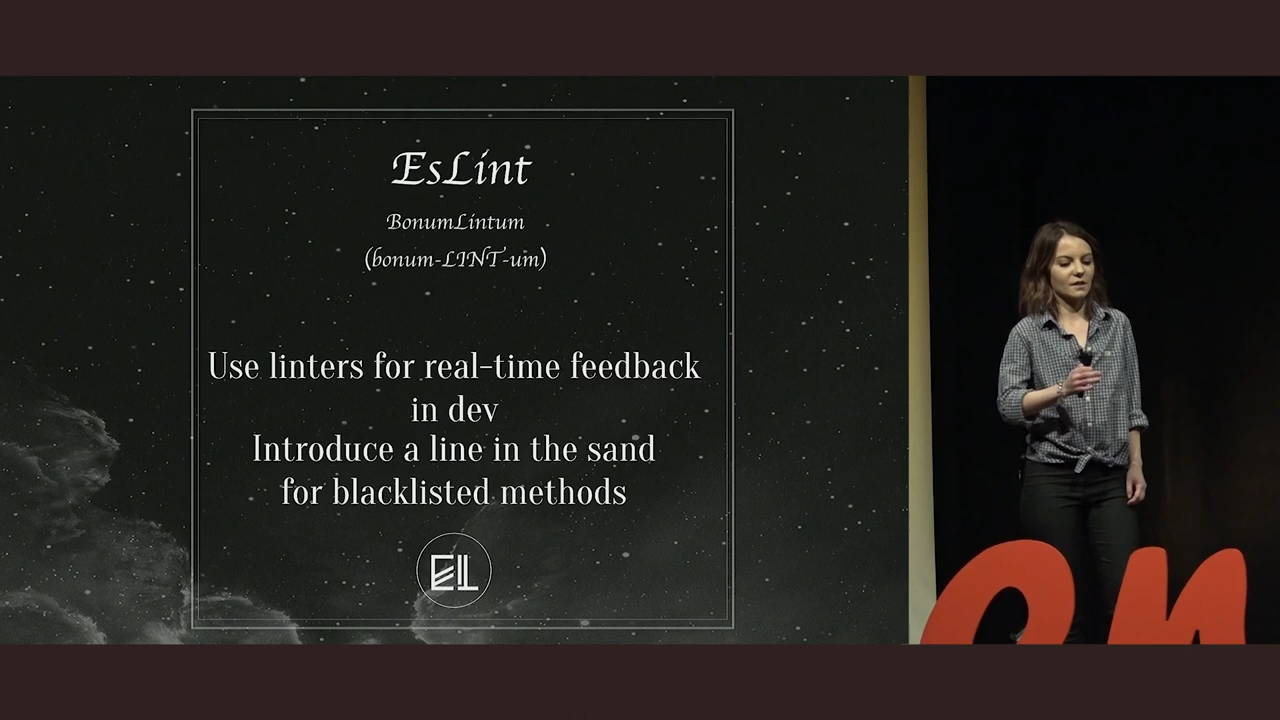 EsLint
BonumLintum
(bonum-LINT-um)
Use linters for real-time feedback
in dev
Introduce a line in the sand
for blacklisted methods
EL
en